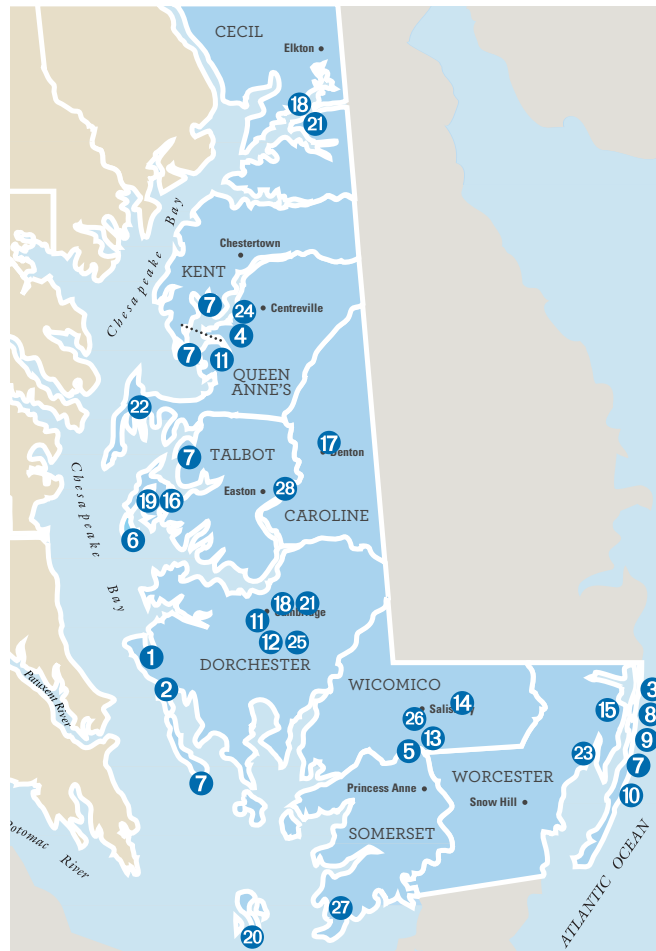 CECIL
Elkton
18
21
Chesapeake Bay
Chestertown
KENT
7
24
Centreville
4
7
11
QUEEN
ANNE'S
22
17
Denton
7
TALBOT
28
Easton
19
16
CAROLINE
Chesapeake Bay
6
18
21
11
Cambridge
12
25
DORCHESTER
1
2
Patuxent River
WICOMICO
14
Salisbury
26
13
5
3
15
8
9
23
7
10
7
WORCESTER
Princess Anne
Snow Hill
SOMERSET
Potomac River
ATLANTIC OCEAN
27
20